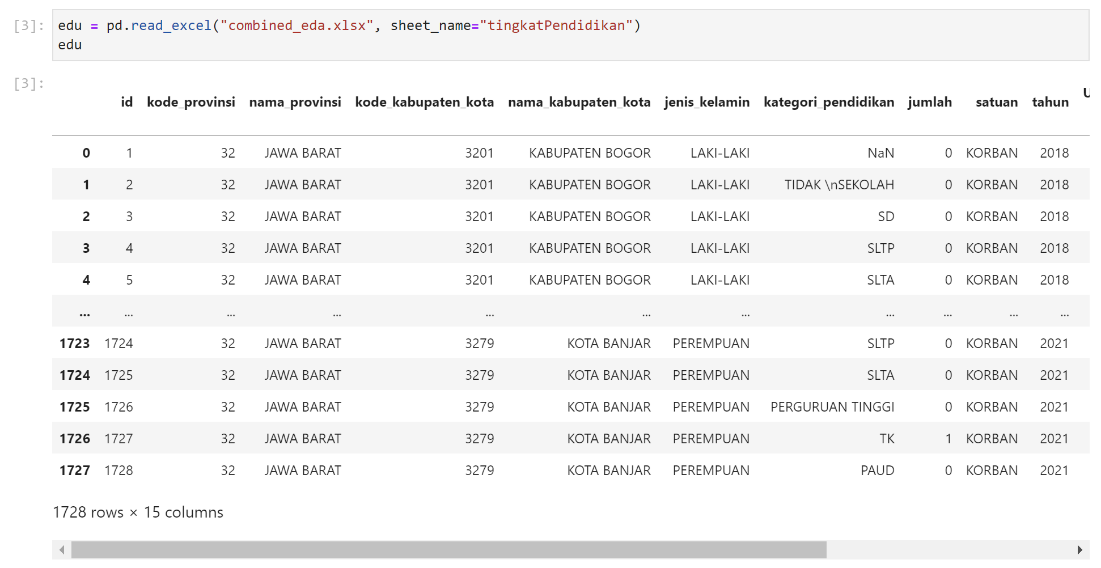 [3]: edu = pd.read_excel("combined_eda.xlsx", sheet_name="tingkatPendidikan")
edu
[3]:
id kode_provinsi nama_provinsi kode_kabupaten_kota nama_kabupaten_kota jenis_kelamin kategori_pendidikan jumlah satuan tahun
0 1 32 JAWA BARAT 3201 KABUPATEN BOGOR LAKI-LAKI NaN 0 KORBAN 2018
1 2 32 JAWA BARAT 3201 KABUPATEN BOGOR LAKI-LAKI TIDAK \nSEKOLAH 0 KORBAN 2018
2 3 32 JAWA BARAT 3201 KABUPATEN BOGOR LAKI-LAKI SD 0 KORBAN 2018
3 4 32 JAWA BARAT 3201 KABUPATEN BOGOR LAKI-LAKI SLTP 0 KORBAN 2018
4 5 32 JAWA BARAT 3201 KABUPATEN BOGOR LAKI-LAKI SLTA 0 KORBAN 2018
... ... ... ... ... ... ... ... ... ... ...
1723 1724 32 JAWA BARAT 3279 KOTA BANJAR PEREMPUAN SLTP 0 KORBAN 2021
1724 1725 32 JAWA BARAT 3279 KOTA BANJAR PEREMPUAN SLTA 0 KORBAN 2021
1725 1726 32 JAWA BARAT 3279 KOTA BANJAR PEREMPUAN PERGURUAN TINGGI 0 KORBAN 2021
1726 1727 32 JAWA BARAT 3279 KOTA BANJAR PEREMPUAN TK 1 KORBAN 2021
1727 1728 32 JAWA BARAT 3279 KOTA BANJAR PEREMPUAN PAUD 0 KORBAN 2021
1728 rows × 15 columns